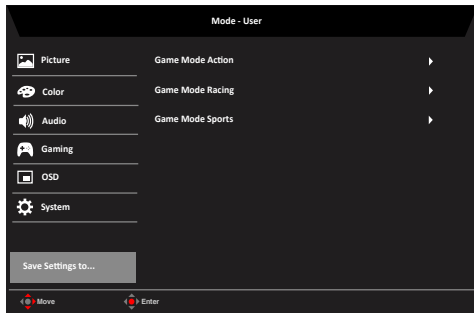 Mode - User
Picture
Game Mode Action
Color
Game Mode Racing
Audio
Game Mode Sports
Gaming
OSD
System
Save Settings to...
Move
Enter